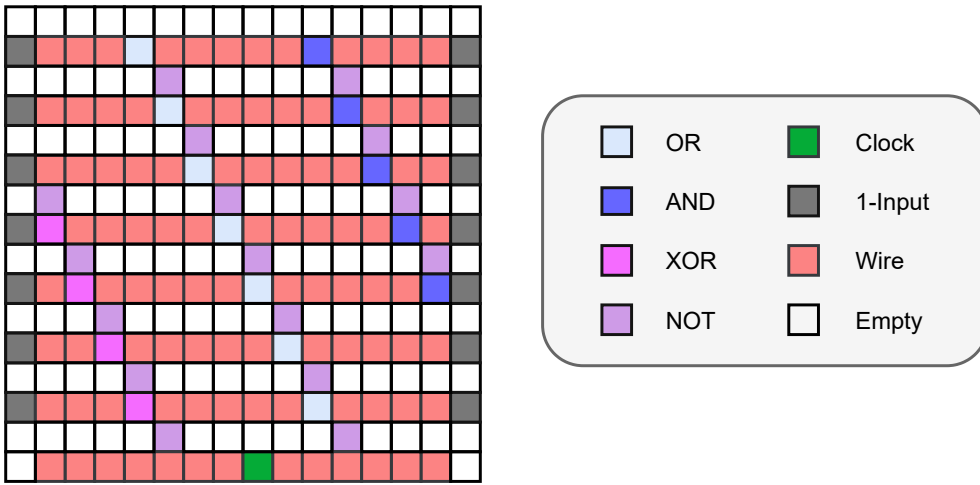 OR
Clock
AND
1-Input
XOR
Wire
NOT
Empty